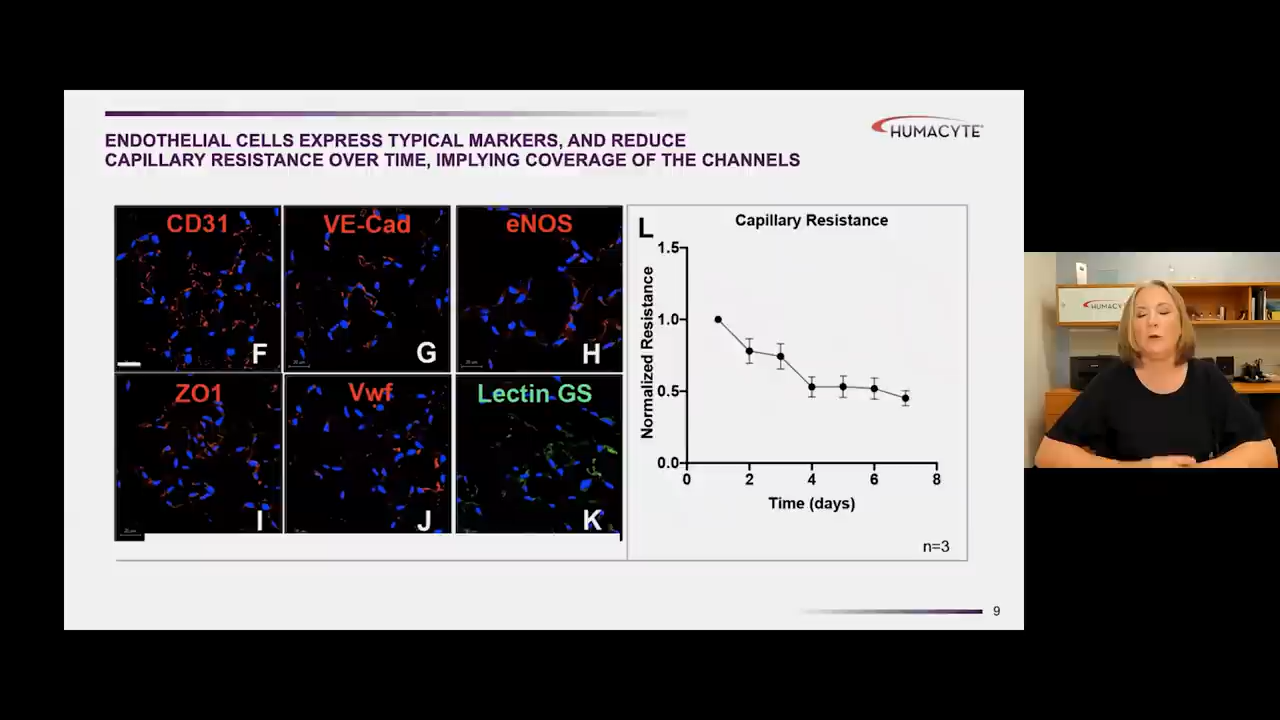 ENDOTHELIAL CELLS EXPRESS TYPICAL MARKERS, AND REDUCE
CAPILLARY RESISTANCE OVER TIME, IMPLYING COVERAGE OF THE CHANNELS
HUMACYTE
CD31
F
VE-Cad
G
eNOS
H
ZO1
I
Vwf
J
Lectin GS
K
L
Capillary Resistance
Normalized Resistance
1.5
1.0
0.5
0.0
0
2
4
6
8
Time (days)
n=3
9
HUMACY